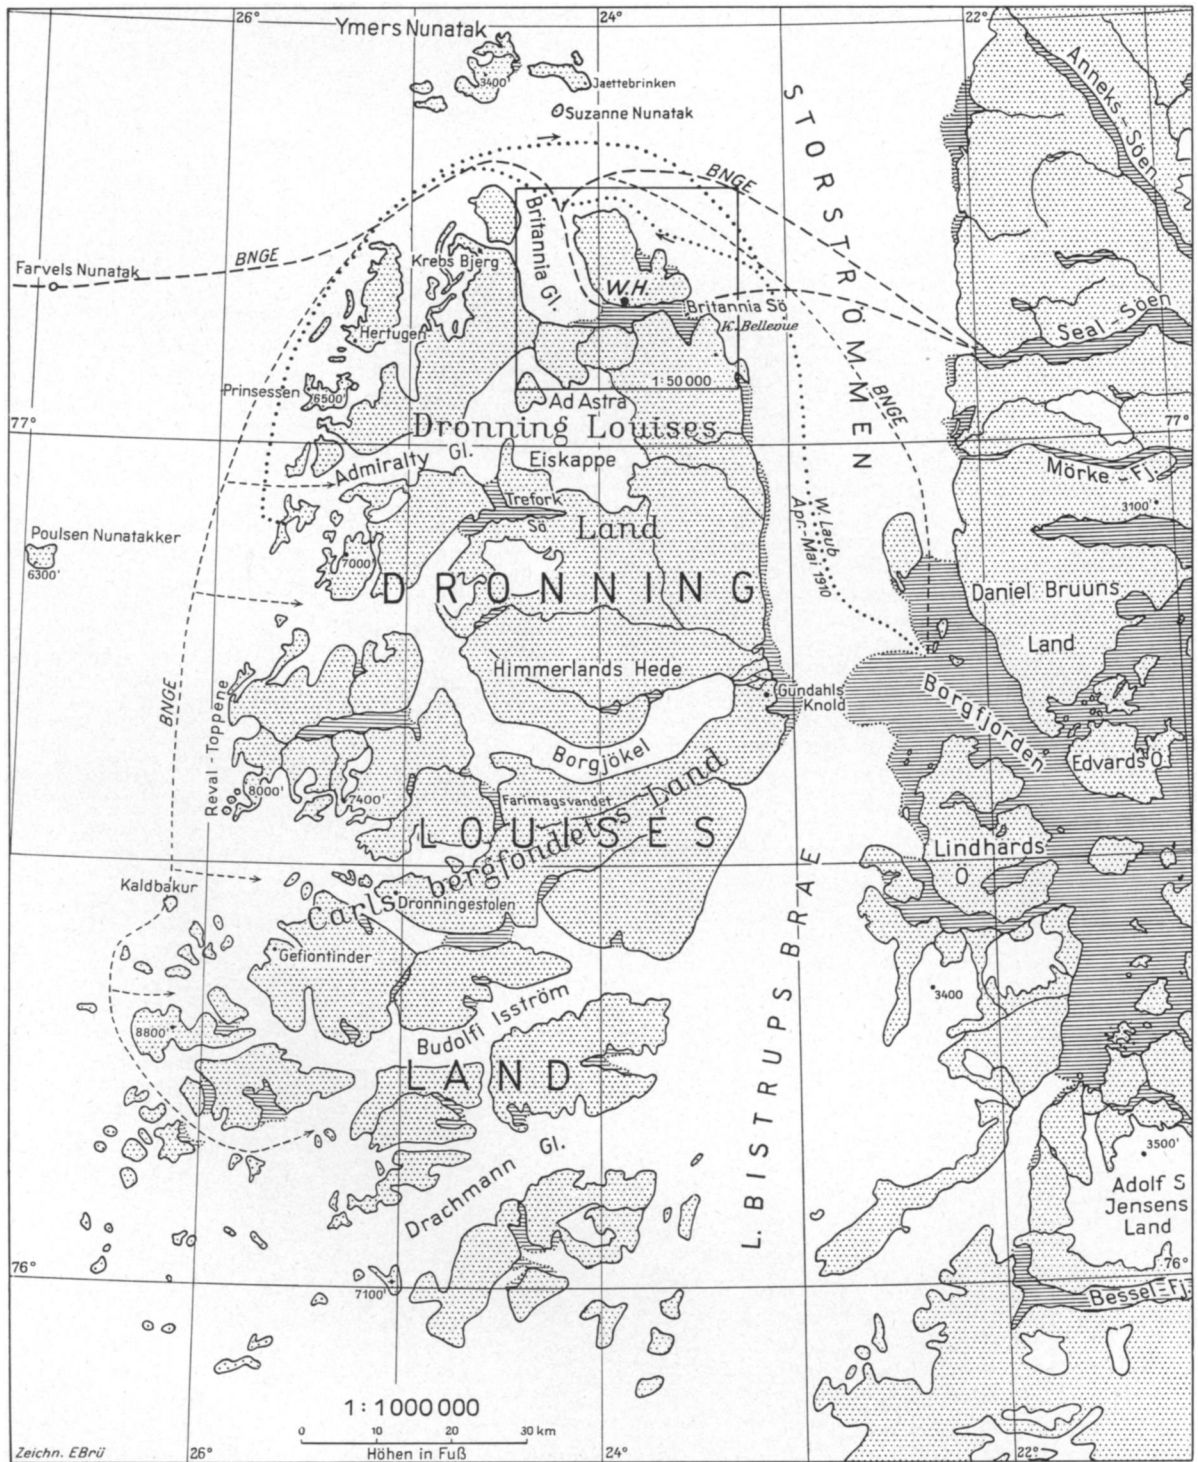 26°
24°
22°
Ymers Nunatak
3400'
Jaettebrinken
Suzanne Nunatak
STORSTRÖMMEN
Anneks-Söen
BNGE
BNGE
Farvels Nunatak
Krebs Bjerg
Britannia Gl.
W.H.
Britannia Sö
K. Bellevue
Seal-Söen
Hertugen
Prinsessen
6500'
1:50 000
BNGE
Ad Astra
77°
77°
Dronning Louises
Land
Admiralty Gl.
Eiskappe
Mörke-Fj.
3100'
Trefork
Sö
W. Laub
Apr.-Mai 1910
Poulsen Nunatakker
6300'
7000'
DRONNING
LOUISES
LAND
Daniel Bruuns
Land
Himmerlands Hede
Gundahls
Knold
BNGE
Reval-Toppene
Borgfjorden
Borgjökel
Edvards Ö.
8000'
7400'
Farimagsvandet
Carlsbergfondets Land
Lindhards
Ö
Kaldbakur
Dronningestolen
Gefiontinder
3400
8800'
Budolfi Isström
L. BISTRUPS BRAE
3500'
Drachmann Gl.
Adolf S
Jensens
Land
76°
76°
7100'
Bessel-Fj.
1:1000000
0 10 20 30 km
Höhen in Fuß
Zeichn. EBrü
26°
24°
22°